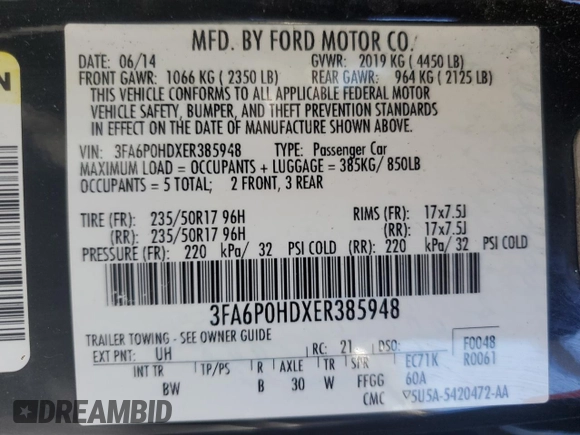 N
MFD. BY FORD MOTOR CO.
DATE: 06/14 GVWR: 2019 KG ( 4450 LB)
FRONT GAWR: 1066 KG ( 2350 LB) REAR GAWR: 964 KG ( 2125 LB)
THIS VEHICLE CONFORMS TO ALL APPLICABLE FEDERAL MOTOR
VEHICLE SAFETY, BUMPER, AND THEFT PREVENTION STANDARDS
IN EFFECT ON THE DATE OF MANUFACTURE SHOWN ABOVE.
VIN: 3FA6P0HDXER385948 TYPE: Passenger Car
MAXIMUM LOAD = OCCUPANTS + LUGGAGE = 385KG/ 850LB
OCCUPANTS = 5 TOTAL; 2 FRONT, 3 REAR
TIRE (FR): 235/50R17 96H RIMS (FR): 17x7.5J
(RR): 235/50R17 96H (RR): 17x7.5J
PRESSURE (FR): 220 kPa/ 32 PSI COLD (RR): 220 kPa/ 32 PSI COLD
3FA6P0HDXER385948
TRAILER TOWING - SEE OWNER GUIDE
EXT PNT: UH RC: 21 DSO: F0048
R0061
INT TR TP/PS R AXLE TR SPR EC71K
BW B 30 W FFGG 60A
CMC ▽5U5A-5420472-AA
DREAMBID